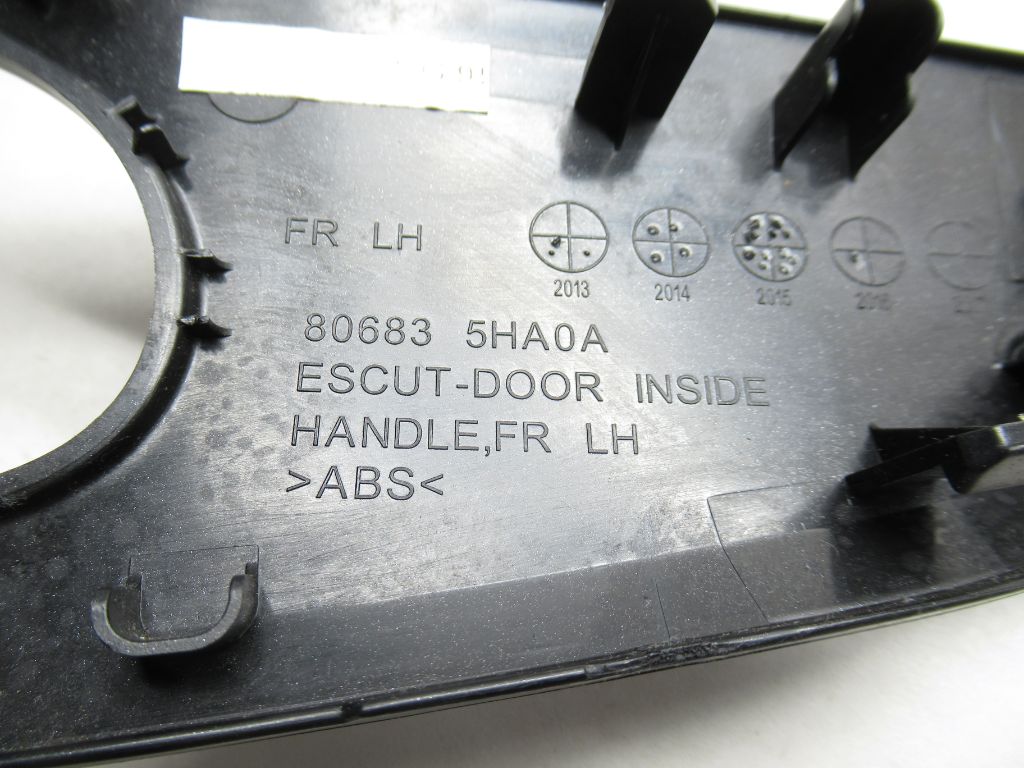 FR LH
2013 2014 2015 2016
80683 5HA0A
ESCUT-DOOR INSIDE
HANDLE,FR LH
>ABS<